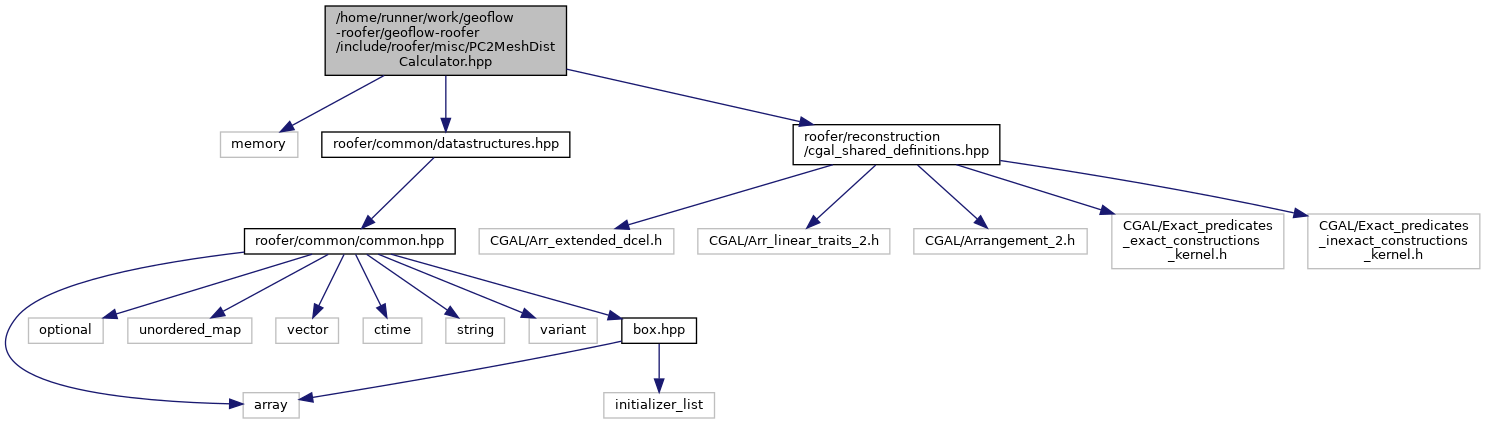 /home/runner/work/geoflow
-roofer/geoflow-roofer
/include/roofer/misc/PC2MeshDist
Calculator.hpp
memory
roofer/common/datastructures.hpp
roofer/reconstruction
/cgal_shared_definitions.hpp
roofer/common/common.hpp
CGAL/Arr_extended_dcel.h
CGAL/Arr_linear_traits_2.h
CGAL/Arrangement_2.h
CGAL/Exact_predicates
_exact_constructions
_kernel.h
CGAL/Exact_predicates
_inexact_constructions
_kernel.h
optional
unordered_map
vector
ctime
string
variant
box.hpp
array
initializer_list